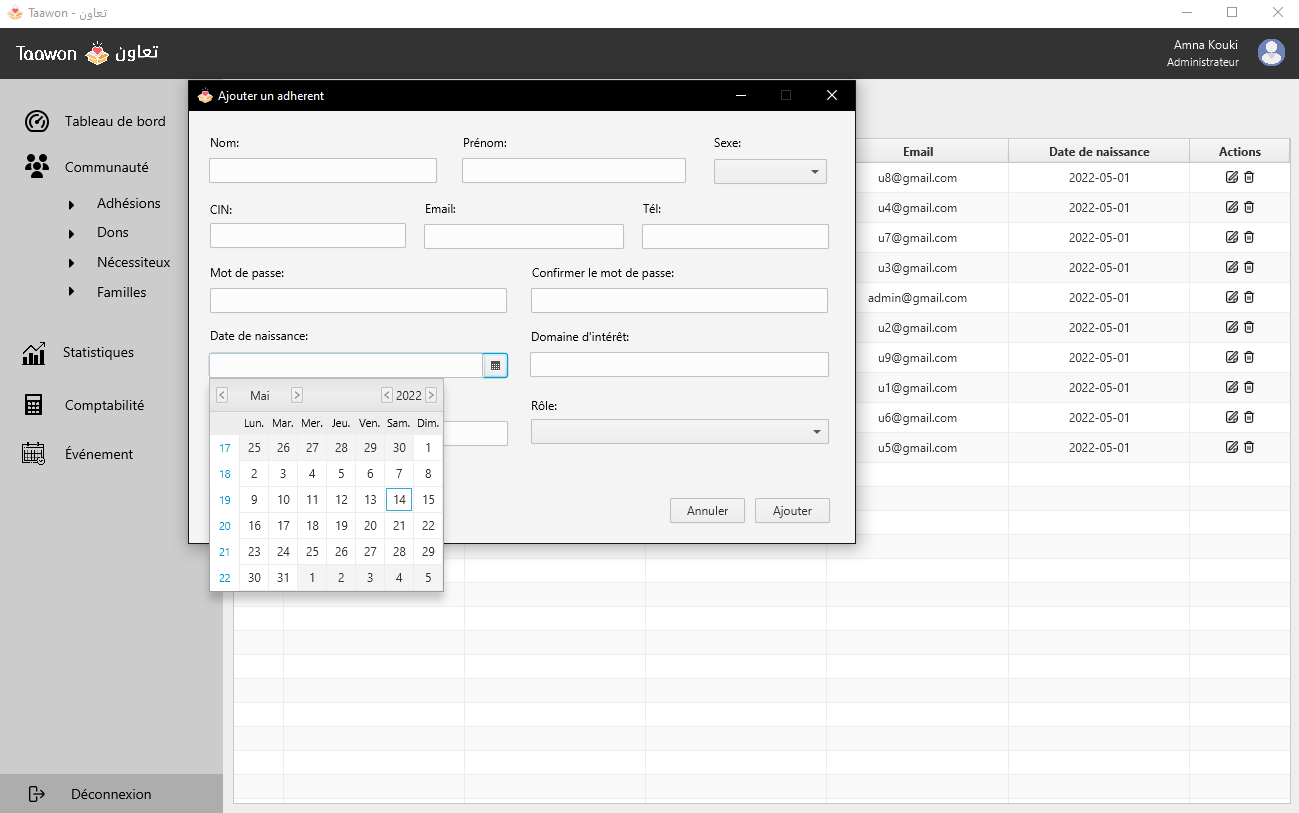 Taawon - تعاون
Taawon تعاون
Amna Kouki
Administrateur
Tableau de bord
Communauté
Adhésions
Dons
Nécessiteux
Familles
Statistiques
Comptabilité
Événement
Déconnexion
Ajouter un adherent
Nom:
Prénom:
Sexe:
CIN:
Email:
Tél:
Mot de passe:
Confirmer le mot de passe:
Date de naissance:
Domaine d'intérêt:
Rôle:
Mai 2022
Lun. Mar. Mer. Jeu. Ven. Sam. Dim.
17 25 26 27 28 29 30 1
18 2 3 4 5 6 7 8
19 9 10 11 12 13 14 15
20 16 17 18 19 20 21 22
21 23 24 25 26 27 28 29
22 30 31 1 2 3 4 5
Annuler Ajouter
Email Date de naissance Actions
u8@gmail.com 2022-05-01
u4@gmail.com 2022-05-01
u7@gmail.com 2022-05-01
u3@gmail.com 2022-05-01
admin@gmail.com 2022-05-01
u2@gmail.com 2022-05-01
u9@gmail.com 2022-05-01
u1@gmail.com 2022-05-01
u6@gmail.com 2022-05-01
u5@gmail.com 2022-05-01